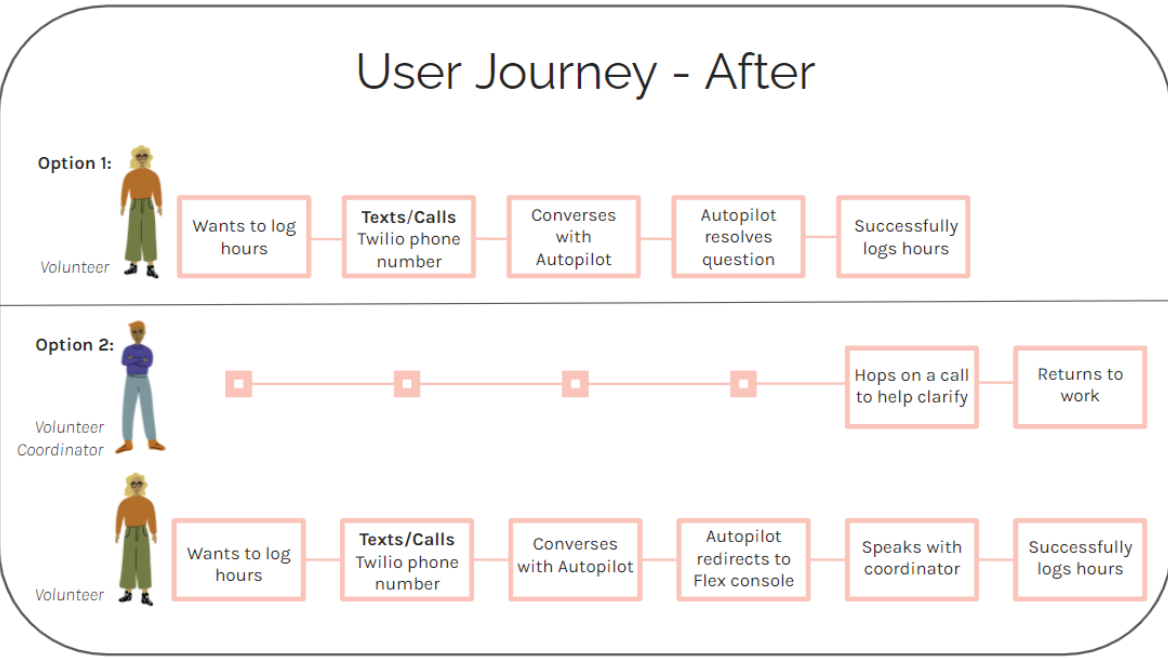 User Journey - After
Option 1:
Volunteer
Wants to log
hours
Texts/Calls
Twilio phone
number
Converses
with
Autopilot
Autopilot
resolves
question
Successfully
logs hours
Option 2:
Volunteer
Coordinator
Hops on a call
to help clarify
Returns to
work
Volunteer
Wants to log
hours
Texts/Calls
Twilio phone
number
Converses
with Autopilot
Autopilot
redirects to
Flex console
Speaks with
coordinator
Successfully
logs hours